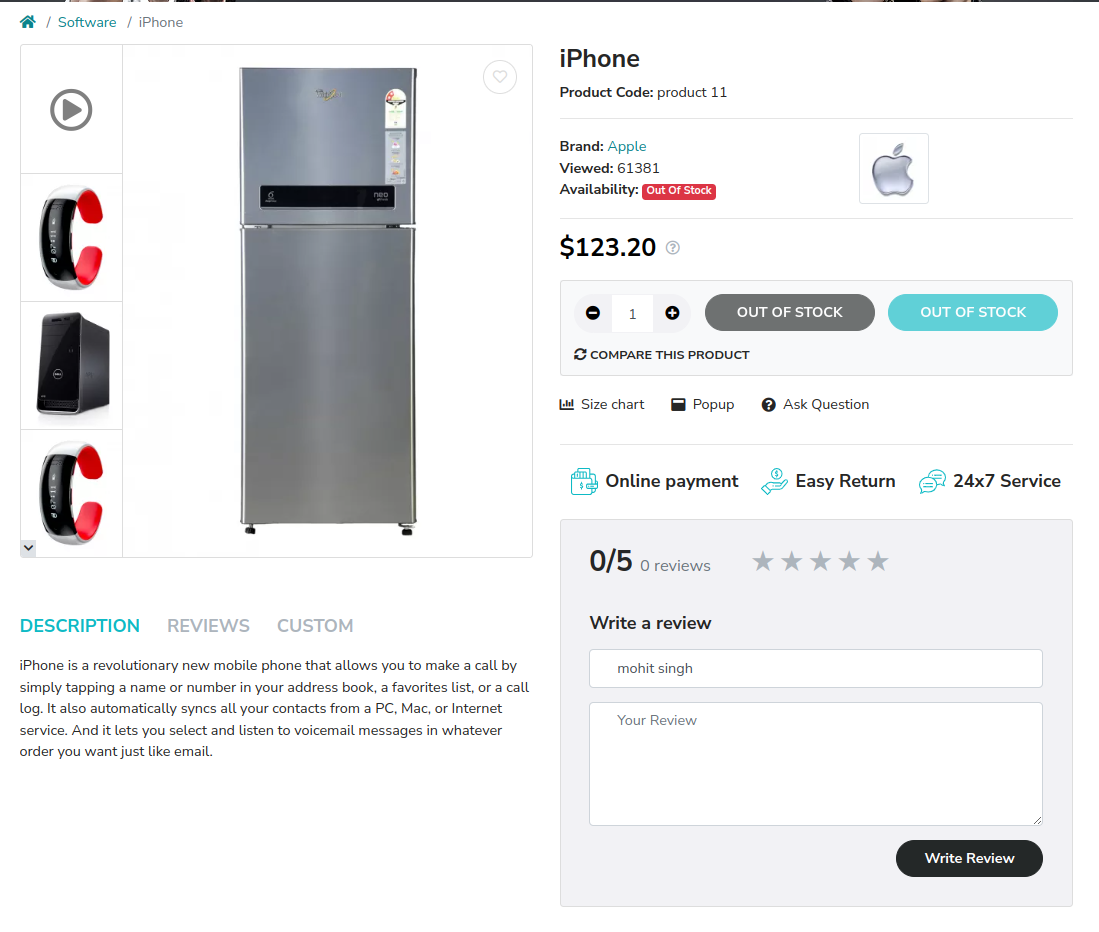 / Software / iPhone
iPhone
Product Code: product 11
Brand: Apple
Viewed: 61381
Availability: Out Of Stock
$123.20
1
OUT OF STOCK
OUT OF STOCK
COMPARE THIS PRODUCT
Size chart
Popup
Ask Question
Online payment
Easy Return
24x7 Service
0/5 0 reviews
Write a review
mohit singh
Your Review
Write Review
neo
DELL
DESCRIPTION
REVIEWS
CUSTOM
iPhone is a revolutionary new mobile phone that allows you to make a call by
simply tapping a name or number in your address book, a favorites list, or a call
log. It also automatically syncs all your contacts from a PC, Mac, or Internet
service. And it lets you select and listen to voicemail messages in whatever
order you want just like email.